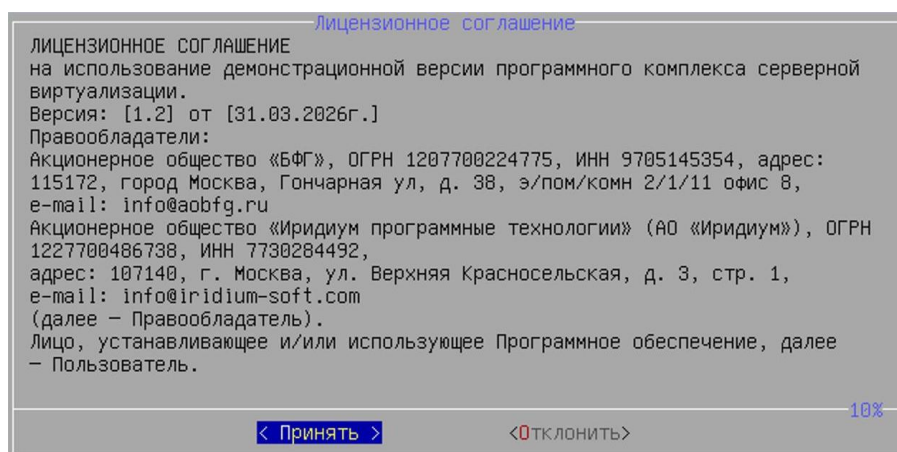 Лицензионное соглашение
ЛИЦЕНЗИОННОЕ СОГЛАШЕНИЕ
на использование демонстрационной версии программного комплекса серверной
виртуализации.
Версия: [1.2] от [31.03.2026г.]
Правообладатели:
Акционерное общество «БФГ», ОГРН 1207700224775, ИНН 9705145354, адрес:
115172, город Москва, Гончарная ул, д. 38, э/пом/комн 2/1/11 офис 8,
e-mail: info@aobfg.ru
Акционерное общество «Иридиум программные технологии» (АО «Иридиум»), ОГРН
1227700486738, ИНН 7730284492,
адрес: 107140, г. Москва, ул. Верхняя Красносельская, д. 3, стр. 1,
e-mail: info@iridium-soft.com
(далее — Правообладатель).
Лицо, устанавливающее и/или использующее Программное обеспечение, далее
— Пользователь.
10%
< Принять > <Отклонить>